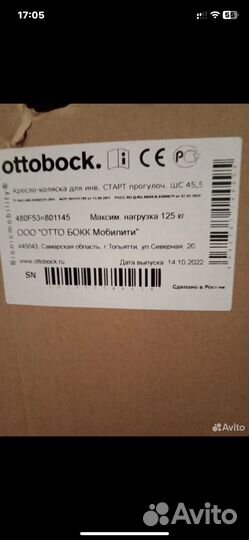 17:05
ottobock.
Кресло-коляска для инв. СТАРТ прогулоч. ШС 45,5
480F53=801145 Максим. нагрузка 125 кг
ООО "ОТТО БОКК Мобилити"
445043, Самарская область, г. Тольятти, ул Северная, 20
www.ottobock.ru Дата выпуска 14.10.2022
SN
Сделано в России
Avito
Avito